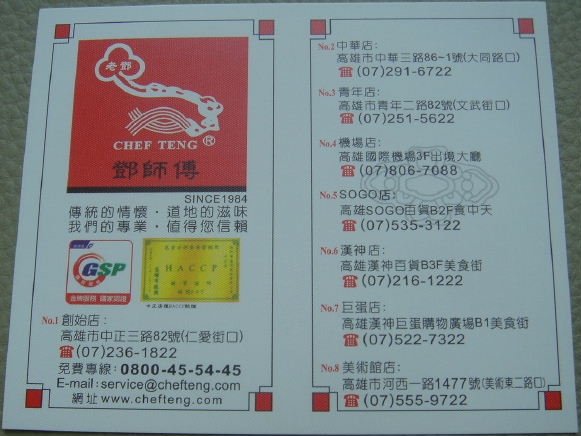 老鄧
CHEF TENG ®
鄧師傅
SINCE1984
傳統的情懷·道地的滋味
我們的專業·值得您信賴
GSP
金牌服務 國家認證
HACCP
No.1 創始店:
高雄市中正三路82號(仁愛街口)
☎(07)236-1822
免費專線: 0800-45-54-45
E-mail:service@chefteng.com
網址 www.chefteng.com
No.2 中華店:
高雄市中華三路86~1號(大同路口)
☎(07)291-6722
No.3 青年店:
高雄市青年二路82號(文武街口)
☎(07)251-5622
No.4 機場店:
高雄國際機場3F出境大廳
☎(07)806-7088
No.5 SOGO店:
高雄SOGO百貨B2F食中天
☎(07)535-3122
No.6 漢神店:
高雄漢神百貨B3F美食街
☎(07)216-1222
No.7 巨蛋店:
高雄漢神巨蛋購物廣場B1美食街
☎(07)522-7322
No.8 美術館店:
高雄市河西一路1477號(美術東二路口)
☎(07)555-9722